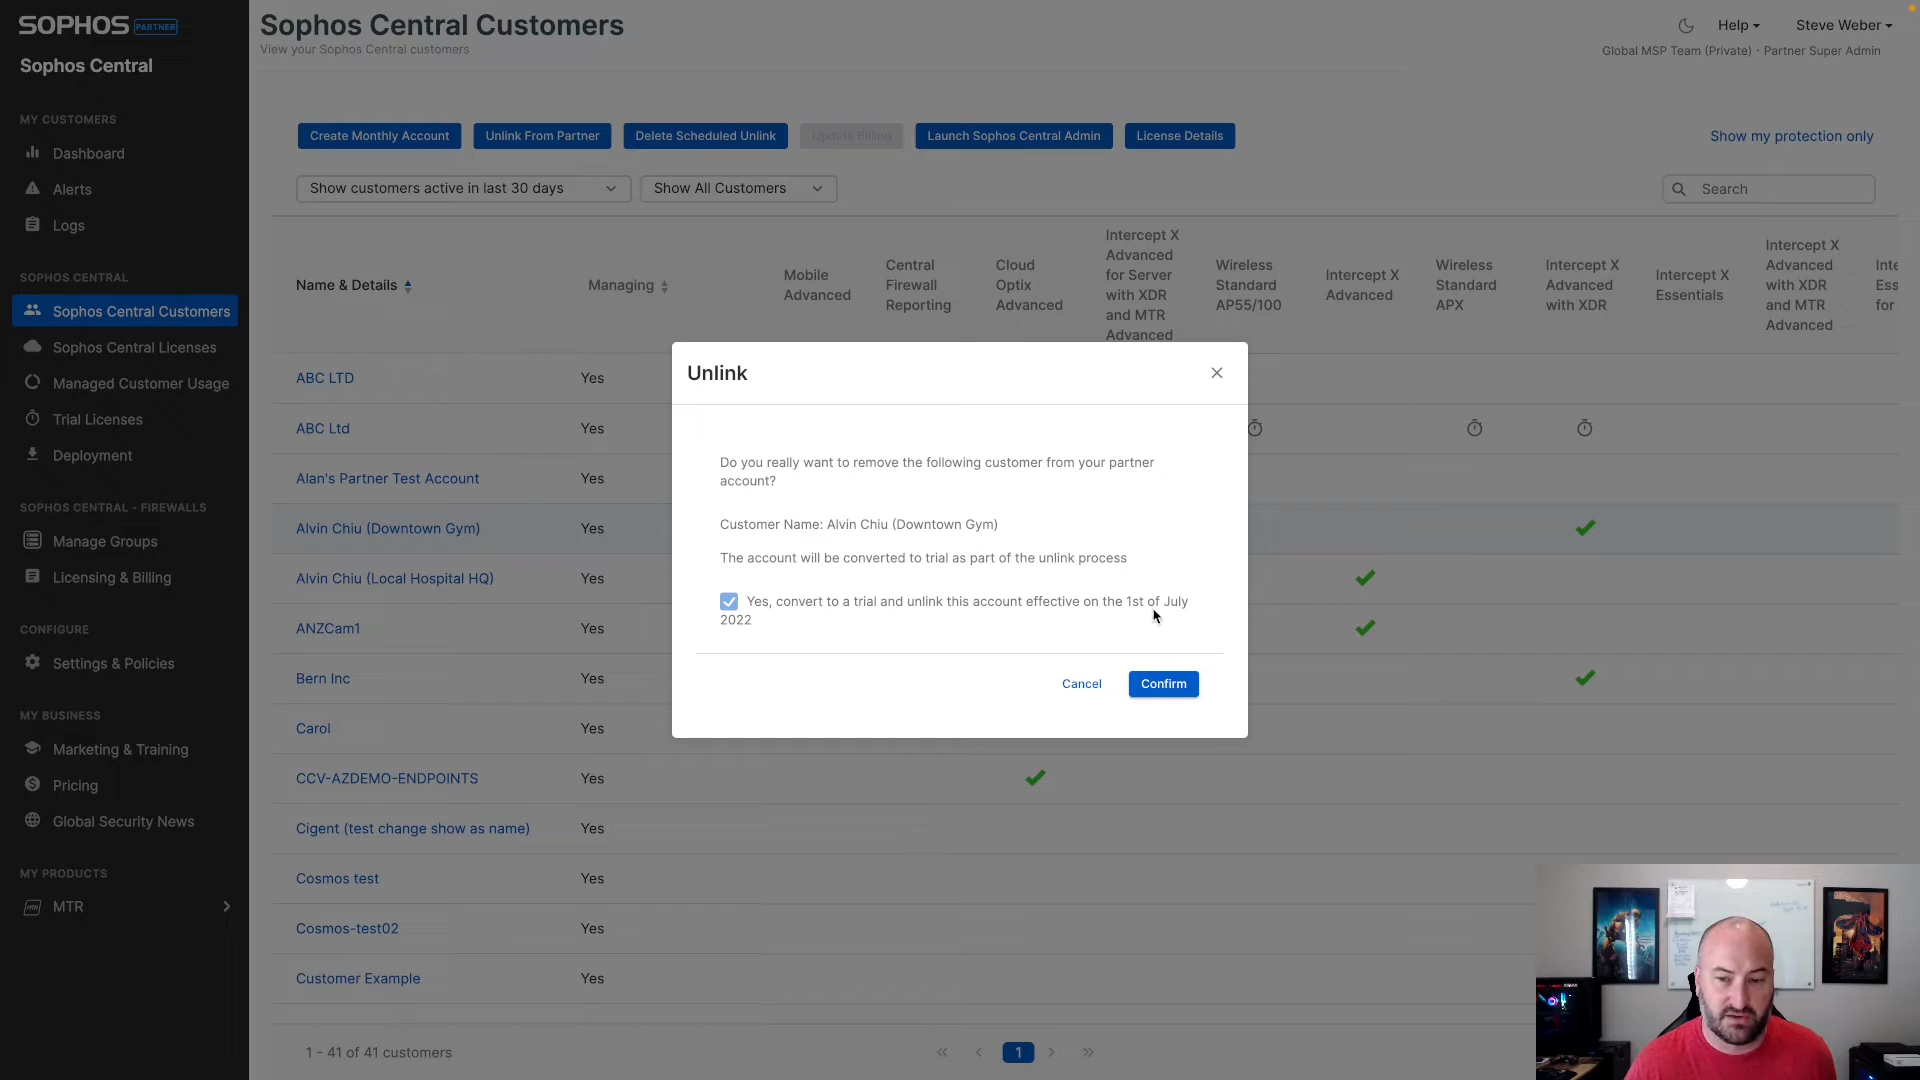 SOPHOS PARTNER
Sophos Central
MY CUSTOMERS
Dashboard
Alerts
Logs
SOPHOS CENTRAL
Sophos Central Customers
Sophos Central Licenses
Managed Customer Usage
Trial Licenses
Deployment
SOPHOS CENTRAL - FIREWALLS
Manage Groups
Licensing & Billing
CONFIGURE
Settings & Policies
MY BUSINESS
Marketing & Training
Pricing
Global Security News
MY PRODUCTS
MTR
Sophos Central Customers
View your Sophos Central customers
Help
Steve Weber
Global MSP Team (Private) · Partner Super Admin
Create Monthly Account
Unlink From Partner
Delete Scheduled Unlink
Update Billing
Launch Sophos Central Admin
License Details
Show my protection only
Show customers active in last 30 days
Show All Customers
Search
Name & Details
Managing
Mobile
Advanced
Central
Firewall
Reporting
Cloud
Optix
Advanced
Intercept X
Advanced
for Server
with XDR
and MTR
Advanced
Wireless
Standard
AP55/100
Intercept X
Advanced
Wireless
Standard
APX
Intercept X
Advanced
with XDR
Intercept X
Essentials
Intercept X
Advanced
with XDR
and MTR
Advanced
Inte
Ess
for
ABC LTD Yes
ABC Ltd Yes
Alan's Partner Test Account Yes
Alvin Chiu (Downtown Gym) Yes
Alvin Chiu (Local Hospital HQ) Yes
ANZCam1 Yes
Bern Inc Yes
Carol Yes
CCV-AZDEMO-ENDPOINTS Yes
Cigent (test change show as name) Yes
Cosmos test Yes
Cosmos-test02 Yes
Customer Example Yes
1 - 41 of 41 customers
« ‹ 1 › »
Unlink
Do you really want to remove the following customer from your partner
account?
Customer Name: Alvin Chiu (Downtown Gym)
The account will be converted to trial as part of the unlink process
Yes, convert to a trial and unlink this account effective on the 1st of July
2022
Cancel
Confirm